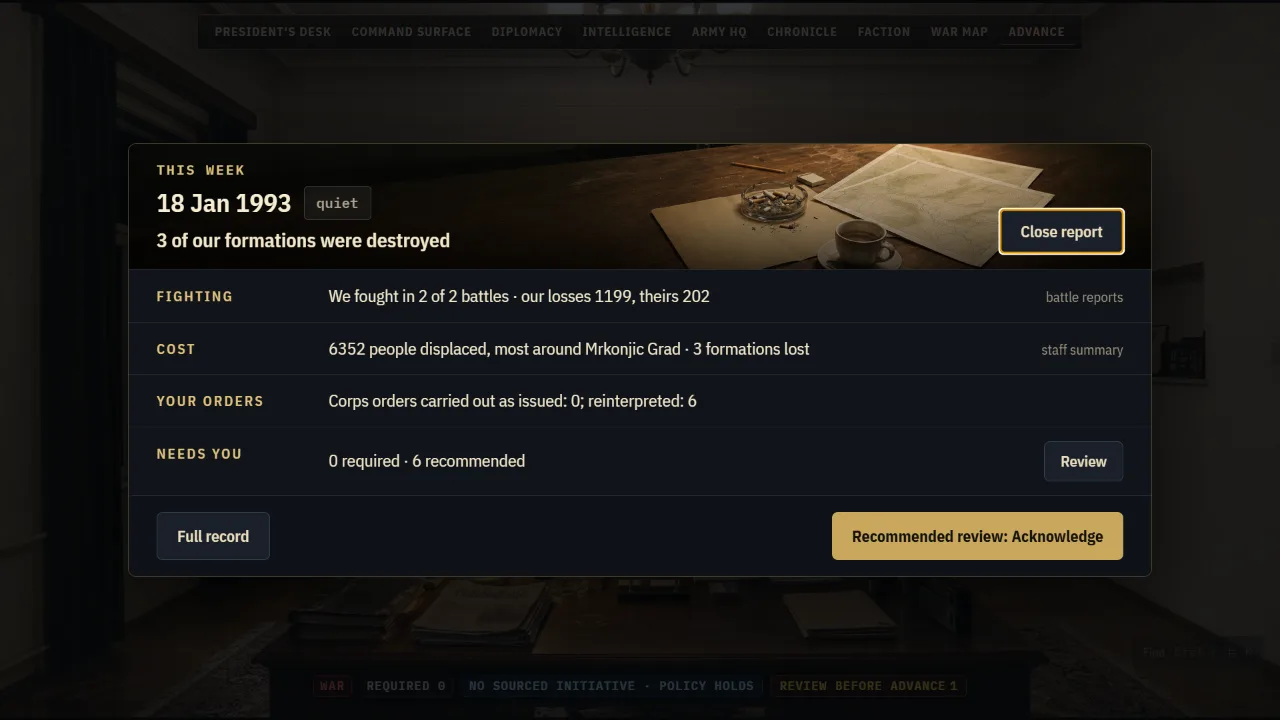 PRESIDENT'S DESK COMMAND SURFACE DIPLOMACY INTELLIGENCE ARMY HQ CHRONICLE FACTION WAR MAP ADVANCE
THIS WEEK
18 Jan 1993 quiet
3 of our formations were destroyed
Close report
FIGHTING We fought in 2 of 2 battles · our losses 1199, theirs 202 battle reports
COST 6352 people displaced, most around Mrkonjic Grad · 3 formations lost staff summary
YOUR ORDERS Corps orders carried out as issued: 0; reinterpreted: 6
NEEDS YOU 0 required · 6 recommended Review
Full record Recommended review: Acknowledge
WAR REQUIRED 0 NO SOURCED INITIATIVE · POLICY HOLDS REVIEW BEFORE ADVANCE 1